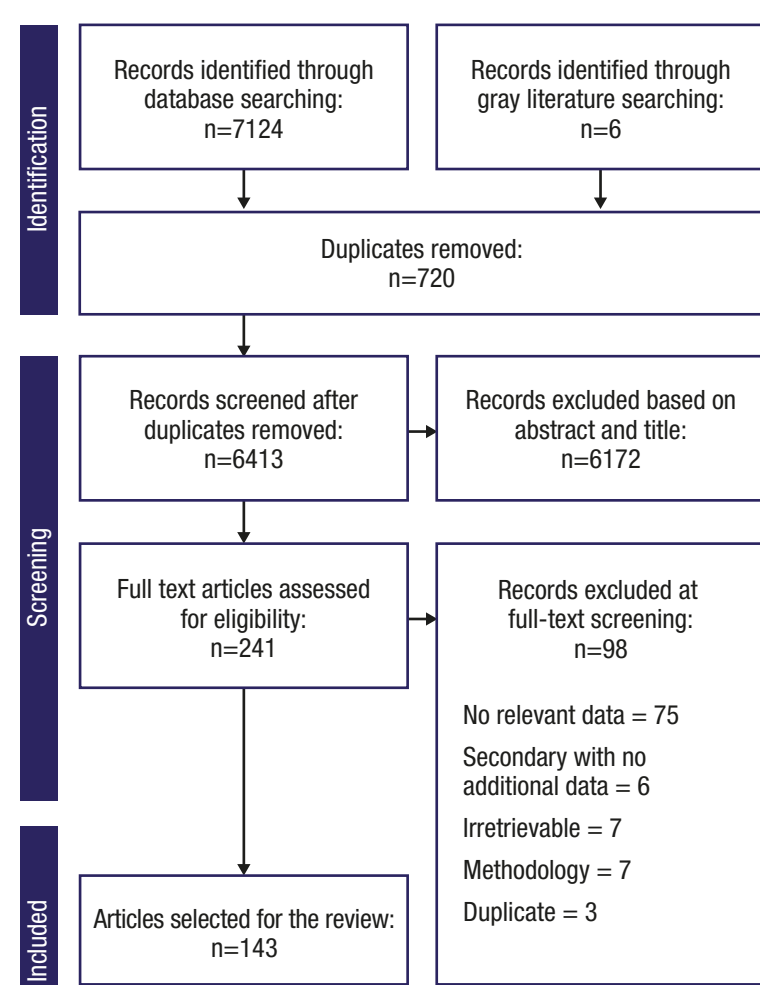 Identification
Records identified through
database searching:
n=7124
Records identified through
gray literature searching:
n=6
Duplicates removed:
n=720
Screening
Records screened after
duplicates removed:
n=6413
Records excluded based on
abstract and title:
n=6172
Full text articles assessed
for eligibility:
n=241
Records excluded at
full-text screening:
n=98
No relevant data = 75
Secondary with no
additional data = 6
Irretrievable = 7
Methodology = 7
Duplicate = 3
Included
Articles selected for the review:
n=143